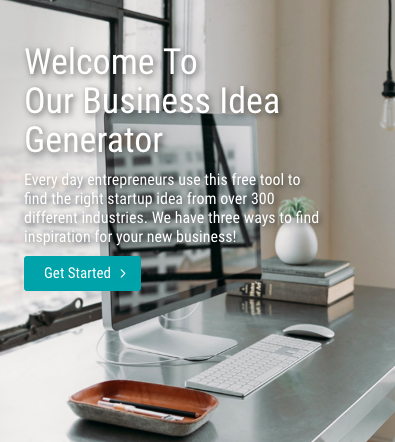 Welcome To
Our Business Idea
Generator
Every day entrepreneurs use this free tool to
find the right startup idea from over 300
different industries. We have three ways to find
inspiration for your new business!
Get Started